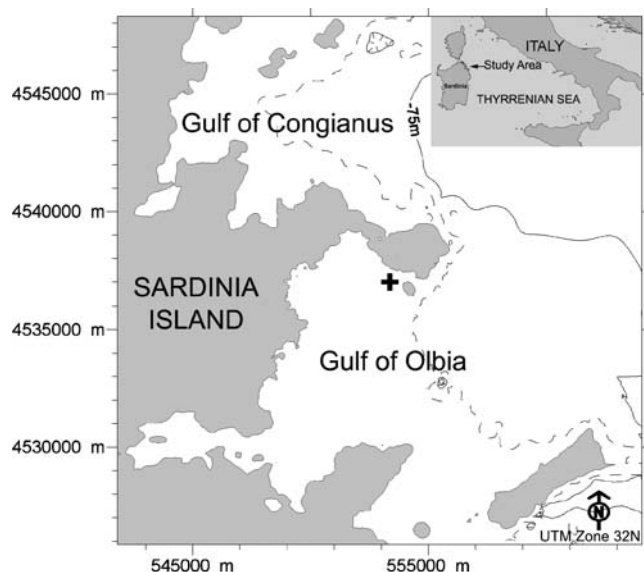 ITALY
Study Area
Sardinia
THYRRENIAN SEA
4545000 m
Gulf of Congianus
-75m
4540000 m
SARDINIA
ISLAND
4535000 m
Gulf of Olbia
4530000 m
N
UTM Zone 32N
545000 m
555000 m